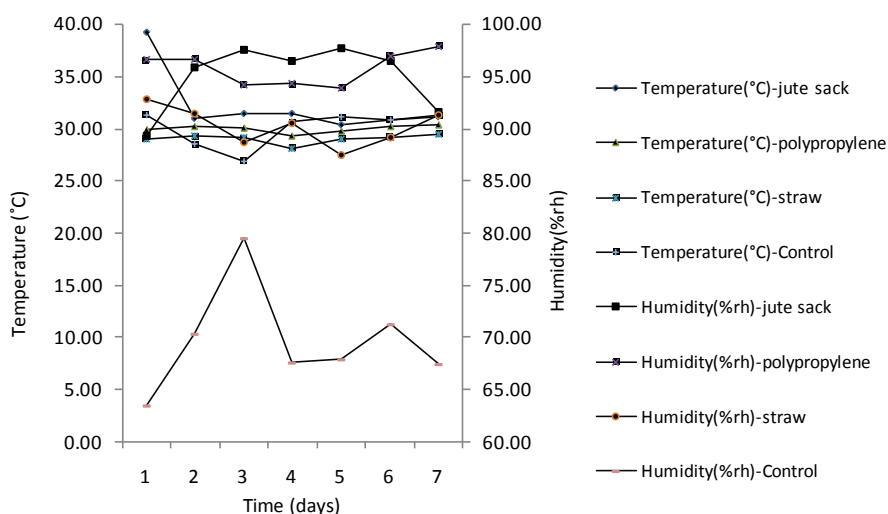 40.00
35.00
30.00
25.00
20.00
15.00
10.00
5.00
0.00
Temperature (˚C)
100.00
95.00
90.00
85.00
80.00
75.00
70.00
65.00
60.00
Humidity(%rh)
1 2 3 4 5 6 7
Time (days)
Temperature(°C)-jute sack
Temperature(°C)-polypropylene
Temperature(°C)-straw
Temperature(°C)-Control
Humidity(%rh)-jute sack
Humidity(%rh)-polypropylene
Humidity(%rh)-straw
Humidity(%rh)-Control